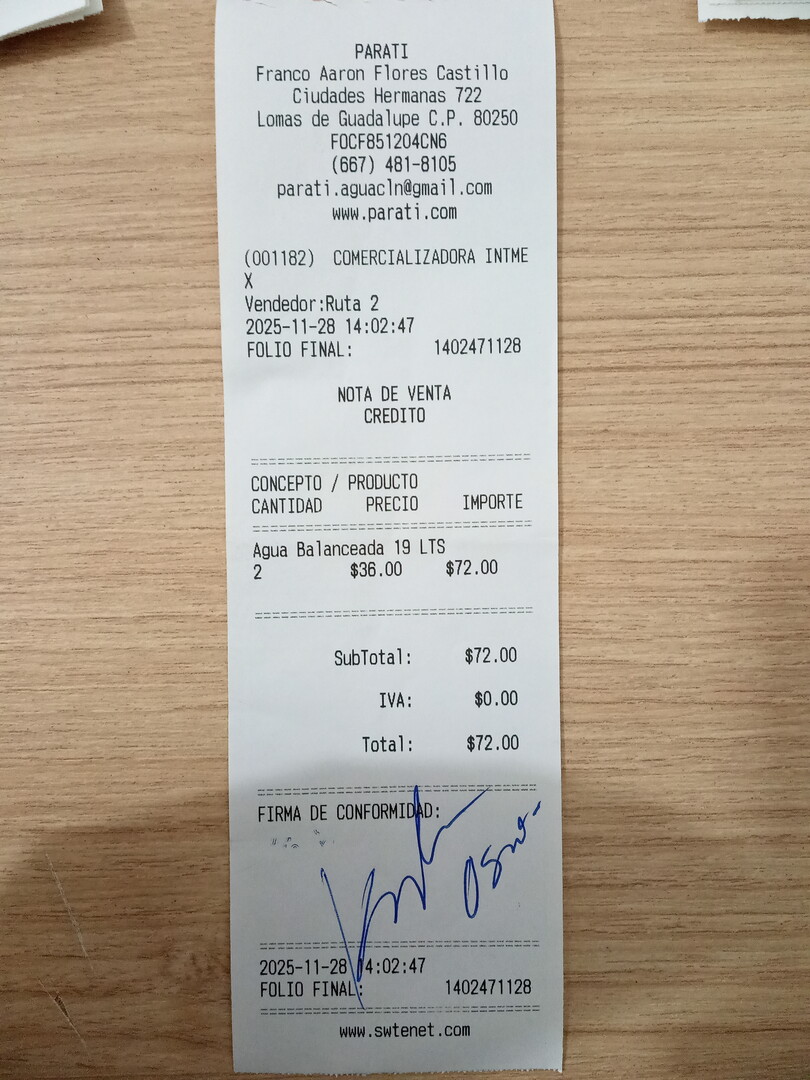 PARATI
Franco Aaron Flores Castillo
Ciudades Hermanas 722
Lomas de Guadalupe C.P. 80250
FOCF851204CN6
(667) 481-8105
parati.aguacln@gmail.com
www.parati.com
(001182) COMERCIALIZADORA INTME
X
Vendedor:Ruta 2
2025-11-28 14:02:47
FOLIO FINAL: 1402471128
NOTA DE VENTA
CREDITO
CONCEPTO / PRODUCTO
CANTIDAD PRECIO IMPORTE
Agua Balanceada 19 LTS
2 $36.00 $72.00
SubTotal: $72.00
IVA: $0.00
Total: $72.00
FIRMA DE CONFORMIDAD:
2025-11-28 14:02:47
FOLIO FINAL: 1402471128
www.swtenet.com